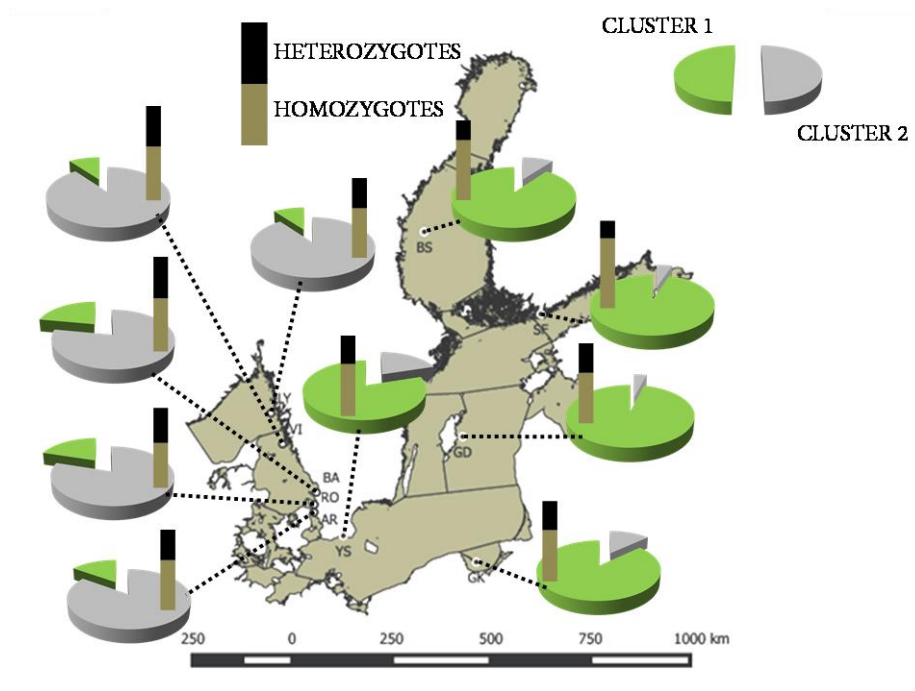 CLUSTER 1
HETEROZYGOTES
HOMOZYGOTES
CLUSTER 2
BS
SF
LY
VI
GD
BA
RO
AR
YS
GK
250 0 250 500 750 1000 km